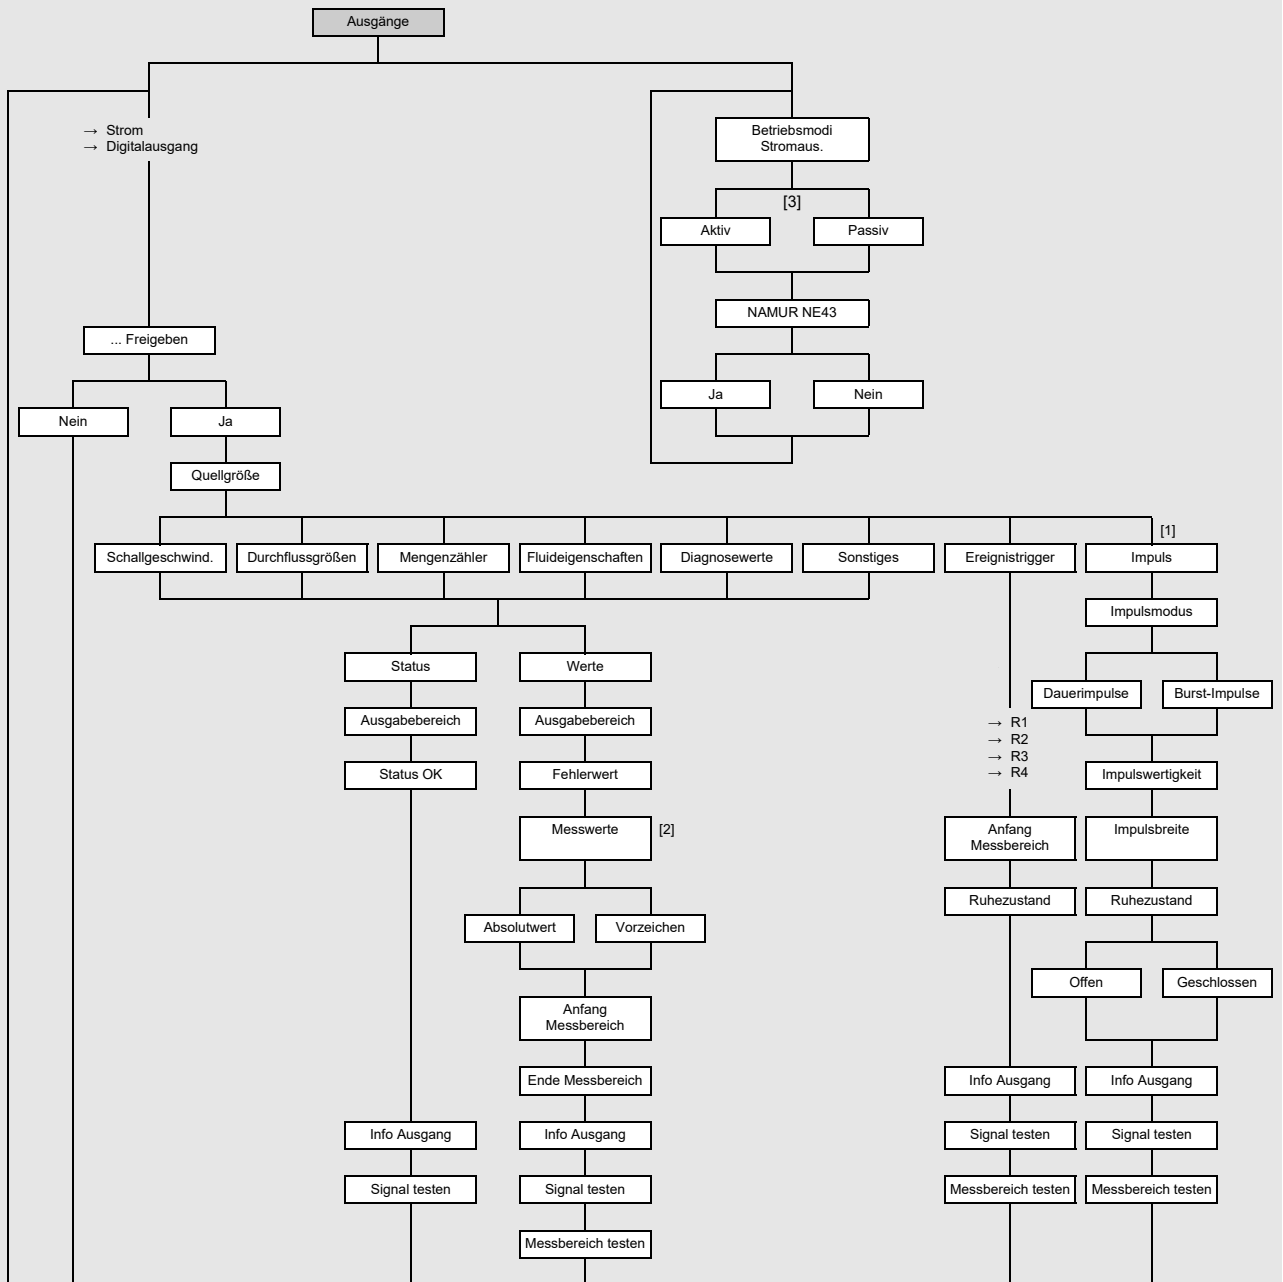 Ausgänge
→ Strom
→ Digitalausgang
Betriebsmodi
Stromaus.
[3]
Aktiv
Passiv
NAMUR NE43
... Freigeben
Ja
Nein
Nein
Ja
Quellgröße
[1]
Schallgeschwind.
Durchflussgrößen
Mengenzähler
Fluideigenschaften
Diagnosewerte
Sonstiges
Ereignistrigger
Impuls
Impulsmodus
Status
Werte
Dauerimpulse
Burst-Impulse
Ausgabebereich
Ausgabebereich
→ R1
→ R2
→ R3
→ R4
Status OK
Fehlerwert
Impulswertigkeit
Messwerte
[2]
Anfang
Messbereich
Impulsbreite
Ruhezustand
Ruhezustand
Absolutwert
Vorzeichen
Offen
Geschlossen
Anfang
Messbereich
Ende Messbereich
Info Ausgang
Info Ausgang
Info Ausgang
Info Ausgang
Signal testen
Signal testen
Signal testen
Signal testen
Messbereich testen
Messbereich testen
Messbereich testen